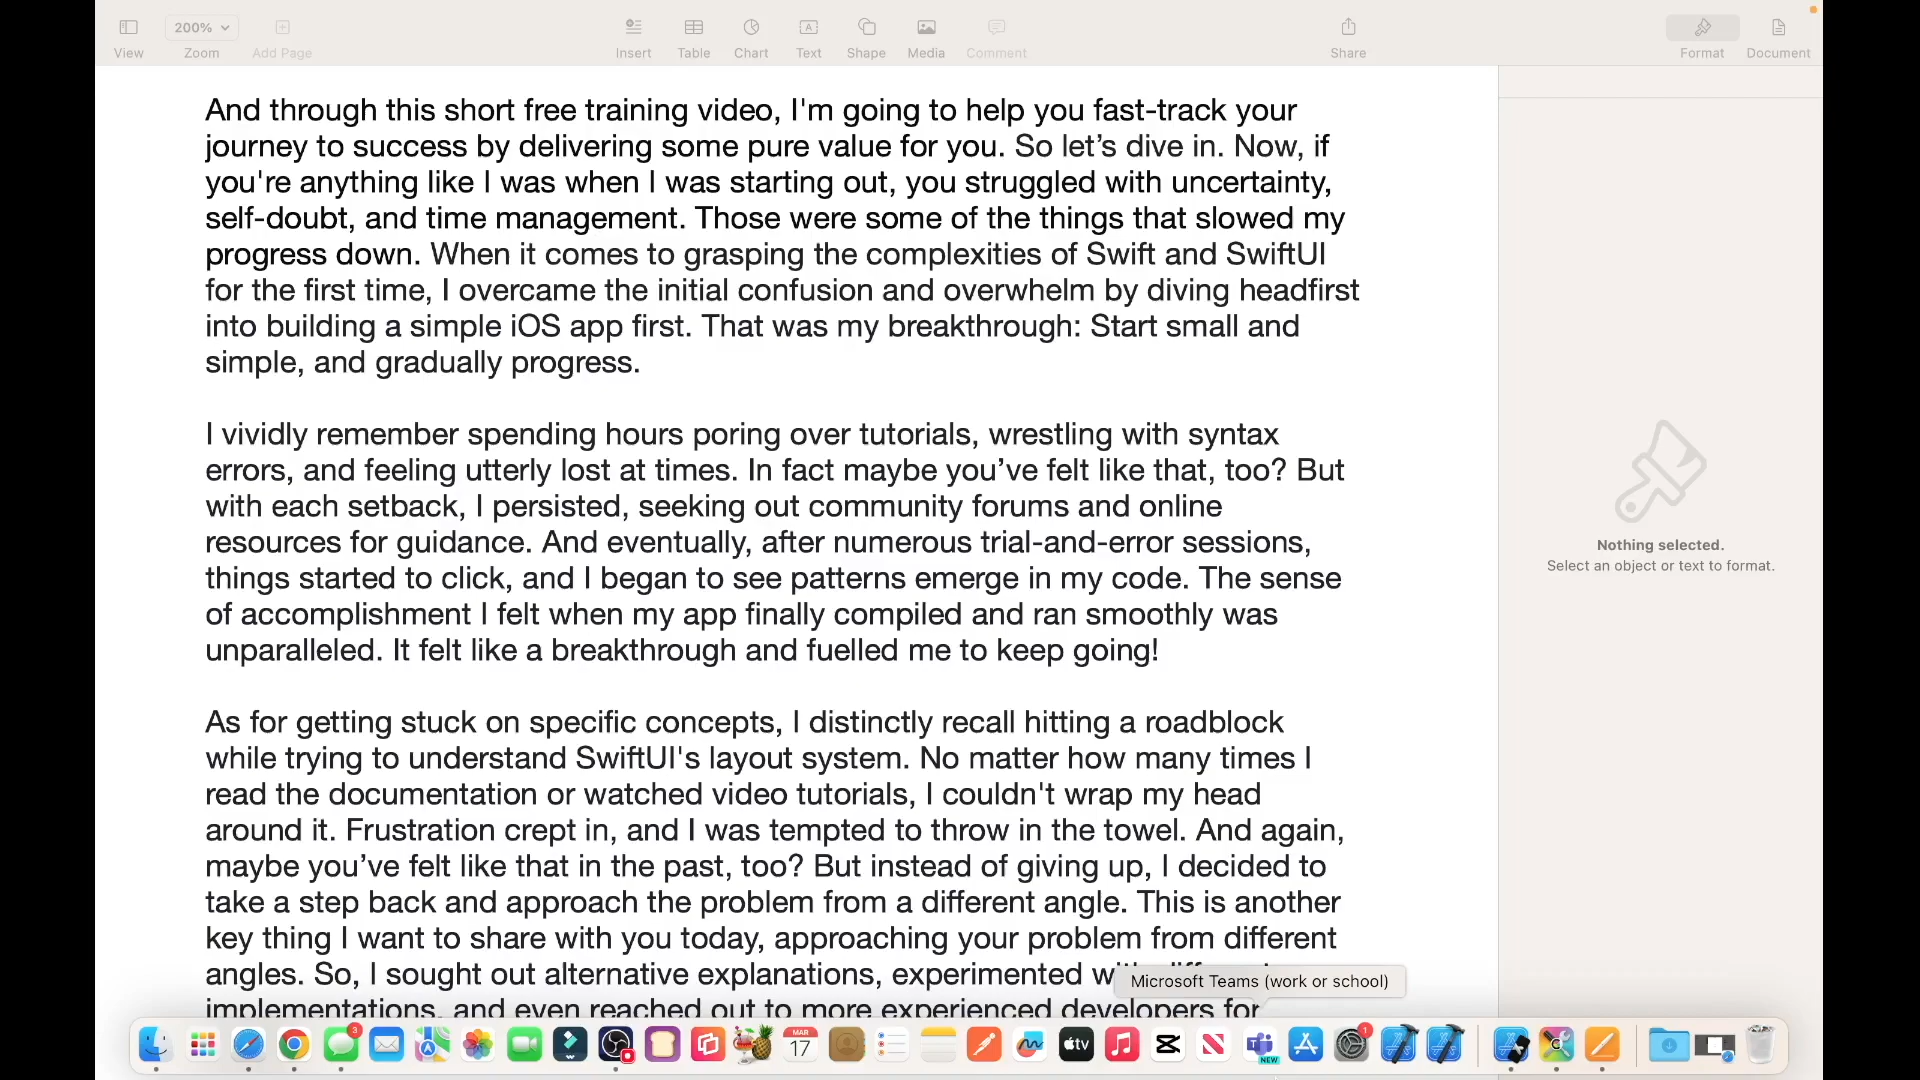 View
200%
Zoom
Add Page
Insert
Table
Chart
Text
Shape
Media
Comment
Share
Format
Document
And through this short free training video, I'm going to help you fast-track your
journey to success by delivering some pure value for you. So let’s dive in. Now, if
you're anything like I was when I was starting out, you struggled with uncertainty,
self-doubt, and time management. Those were some of the things that slowed my
progress down. When it comes to grasping the complexities of Swift and SwiftUI
for the first time, I overcame the initial confusion and overwhelm by diving headfirst
into building a simple iOS app first. That was my breakthrough: Start small and
simple, and gradually progress.
I vividly remember spending hours poring over tutorials, wrestling with syntax
errors, and feeling utterly lost at times. In fact maybe you’ve felt like that, too? But
with each setback, I persisted, seeking out community forums and online
resources for guidance. And eventually, after numerous trial-and-error sessions,
things started to click, and I began to see patterns emerge in my code. The sense
of accomplishment I felt when my app finally compiled and ran smoothly was
unparalleled. It felt like a breakthrough and fuelled me to keep going!
As for getting stuck on specific concepts, I distinctly recall hitting a roadblock
while trying to understand SwiftUI's layout system. No matter how many times I
read the documentation or watched video tutorials, I couldn't wrap my head
around it. Frustration crept in, and I was tempted to throw in the towel. And again,
maybe you’ve felt like that in the past, too? But instead of giving up, I decided to
take a step back and approach the problem from a different angle. This is another
key thing I want to share with you today, approaching your problem from different
angles. So, I sought out alternative explanations, experimented
implementations, and even reached out to more experienced developers for
Nothing selected.
Select an object or text to format.
Microsoft Teams (work or school)
3
MAR
17
tv
NEW
1